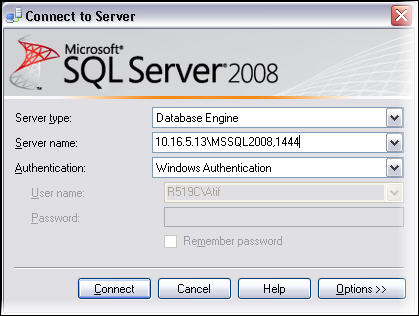 Connect to Server
Microsoft®
SQL Server 2008
Server type: Database Engine
Server name: 10.16.5.13\MSSQL2008,1444
Authentication: Windows Authentication
User name: R519C\Atif
Password:
Remember password
Connect Cancel Help Options >>